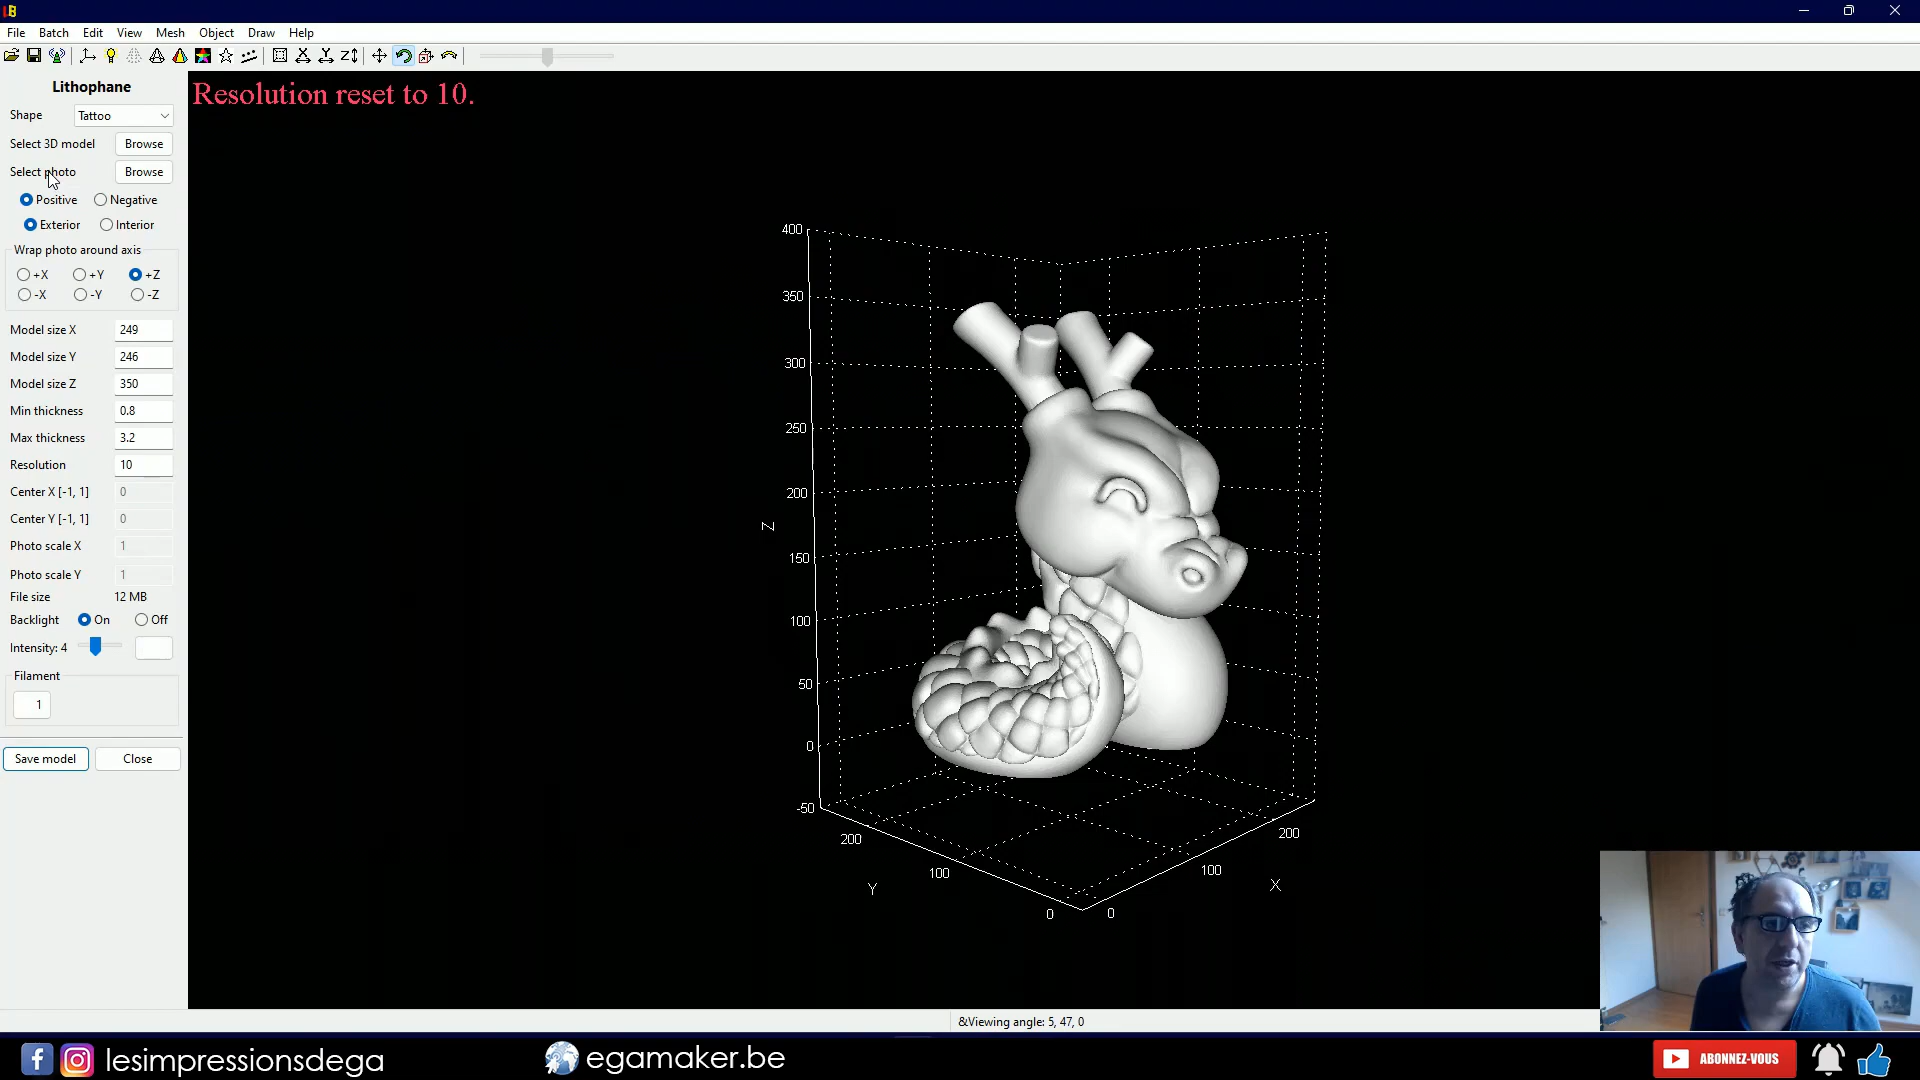 File Batch Edit View Mesh Object Draw Help
Lithophane
Resolution reset to 10.
Shape Tattoo
Select 3D model Browse
Select photo Browse
Positive Negative
Exterior Interior
Wrap photo around axis
+X +Y +Z
-X -Y -Z
Model size X 249
Model size Y 246
Model size Z 350
Min thickness 0.8
Max thickness 3.2
Resolution 10
Center X [-1, 1] 0
Center Y [-1, 1] 0
Photo scale X 1
Photo scale Y 1
File size 12 MB
Backlight On Off
Intensity: 4
Filament
1
Save model Close
400
350
300
250
200
150
100
50
0
-50
Z
200
100
0
Y
0
100
200
X
&Viewing angle: 5, 47, 0
lesimpressionsdega
egamaker.be
ABONNEZ-VOUS